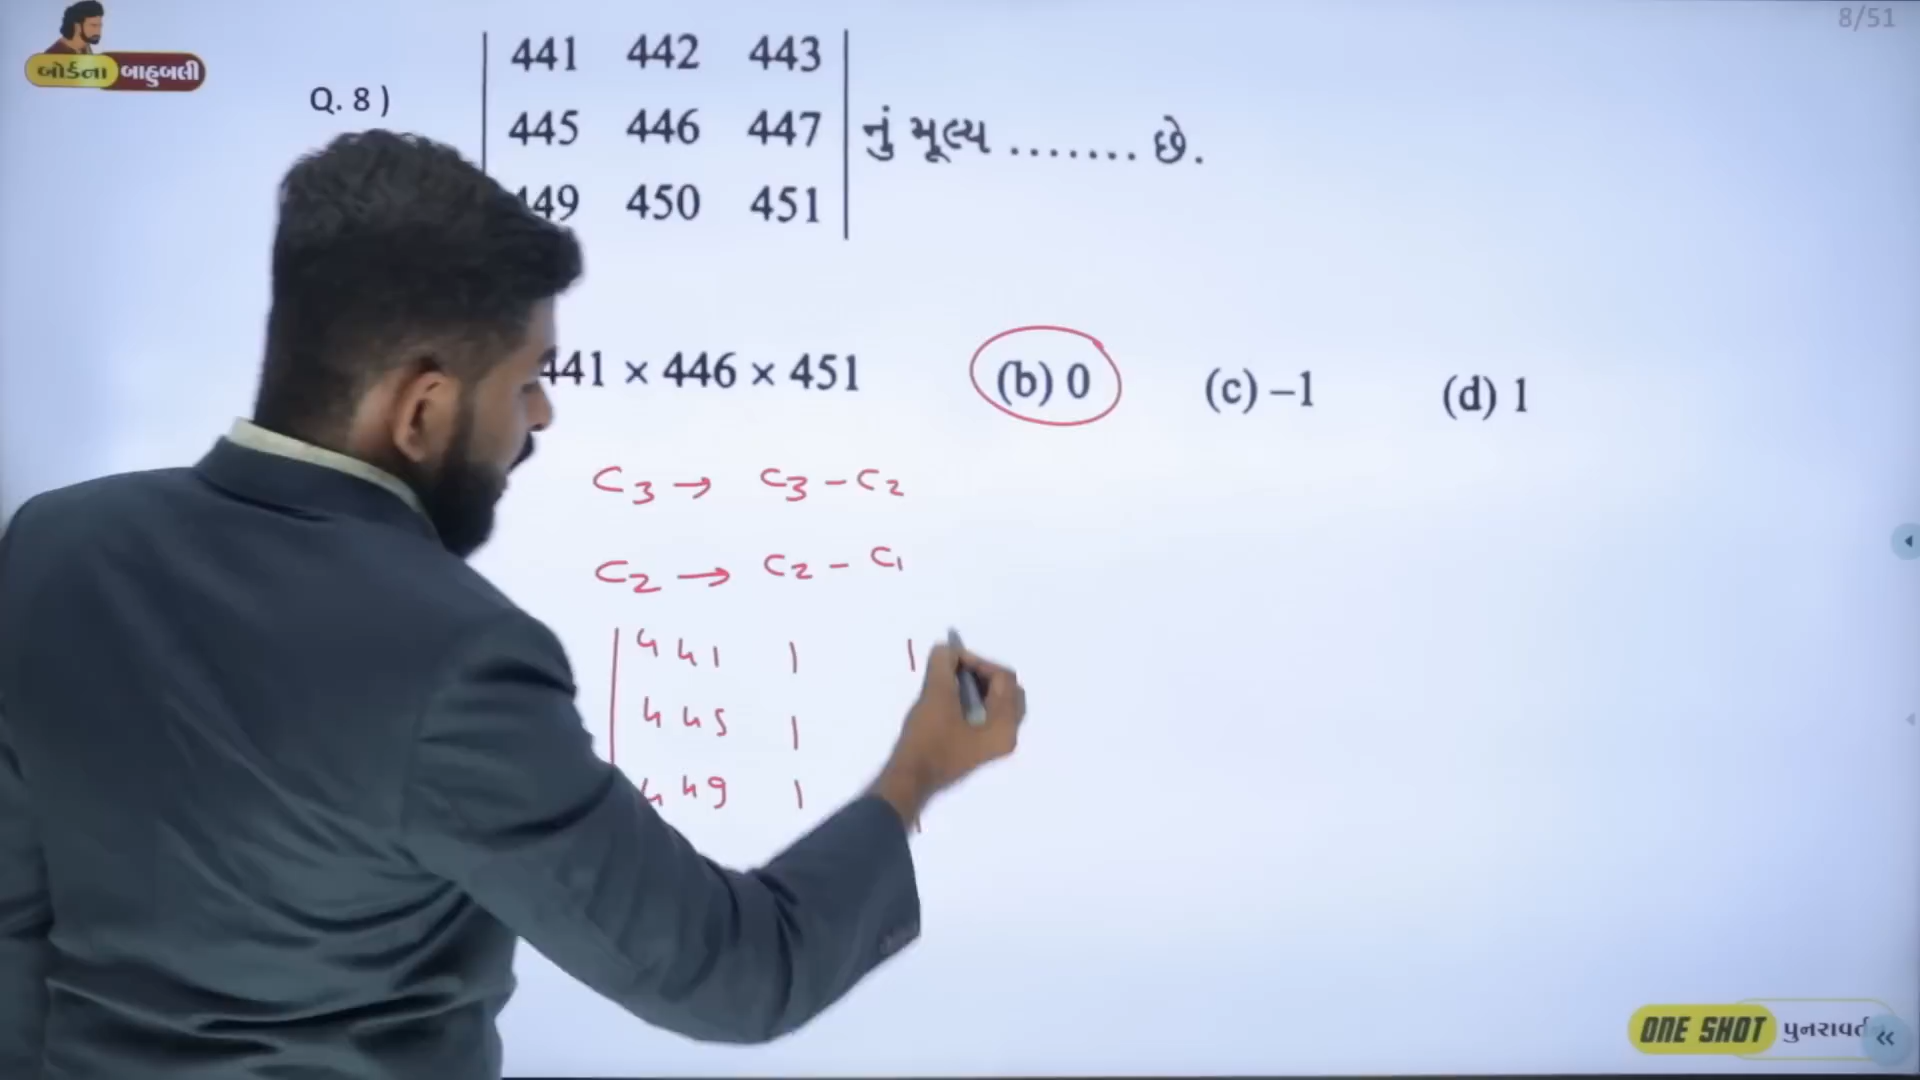 8/51
બોર્ડના બાહુબલી
Q. 8 )
441 442 443
445 446 447 નું મૂલ્ય ....... છે.
449 450 451
441 × 446 × 451 (b) 0 (c) –1 (d) 1
C3 → C3 – C2
C2 → C2 – C1
441 1 1
445 1
449 1
ONE SHOT